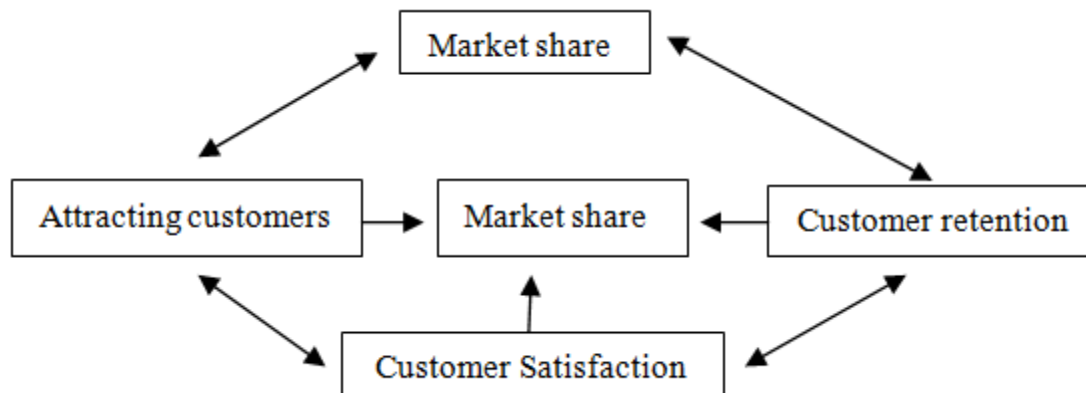 Market share
Attracting customers
Market share
Customer retention
Customer Satisfaction